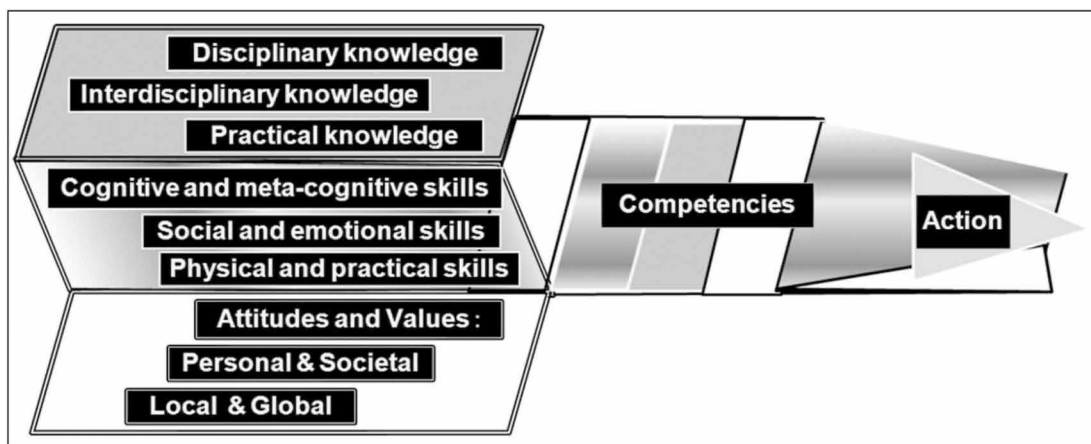 Disciplinary knowledge
Interdisciplinary knowledge
Practical knowledge
Cognitive and meta-cognitive skills
Social and emotional skills
Physical and practical skills
Attitudes and Values :
Personal & Societal
Local & Global
Competencies
Action